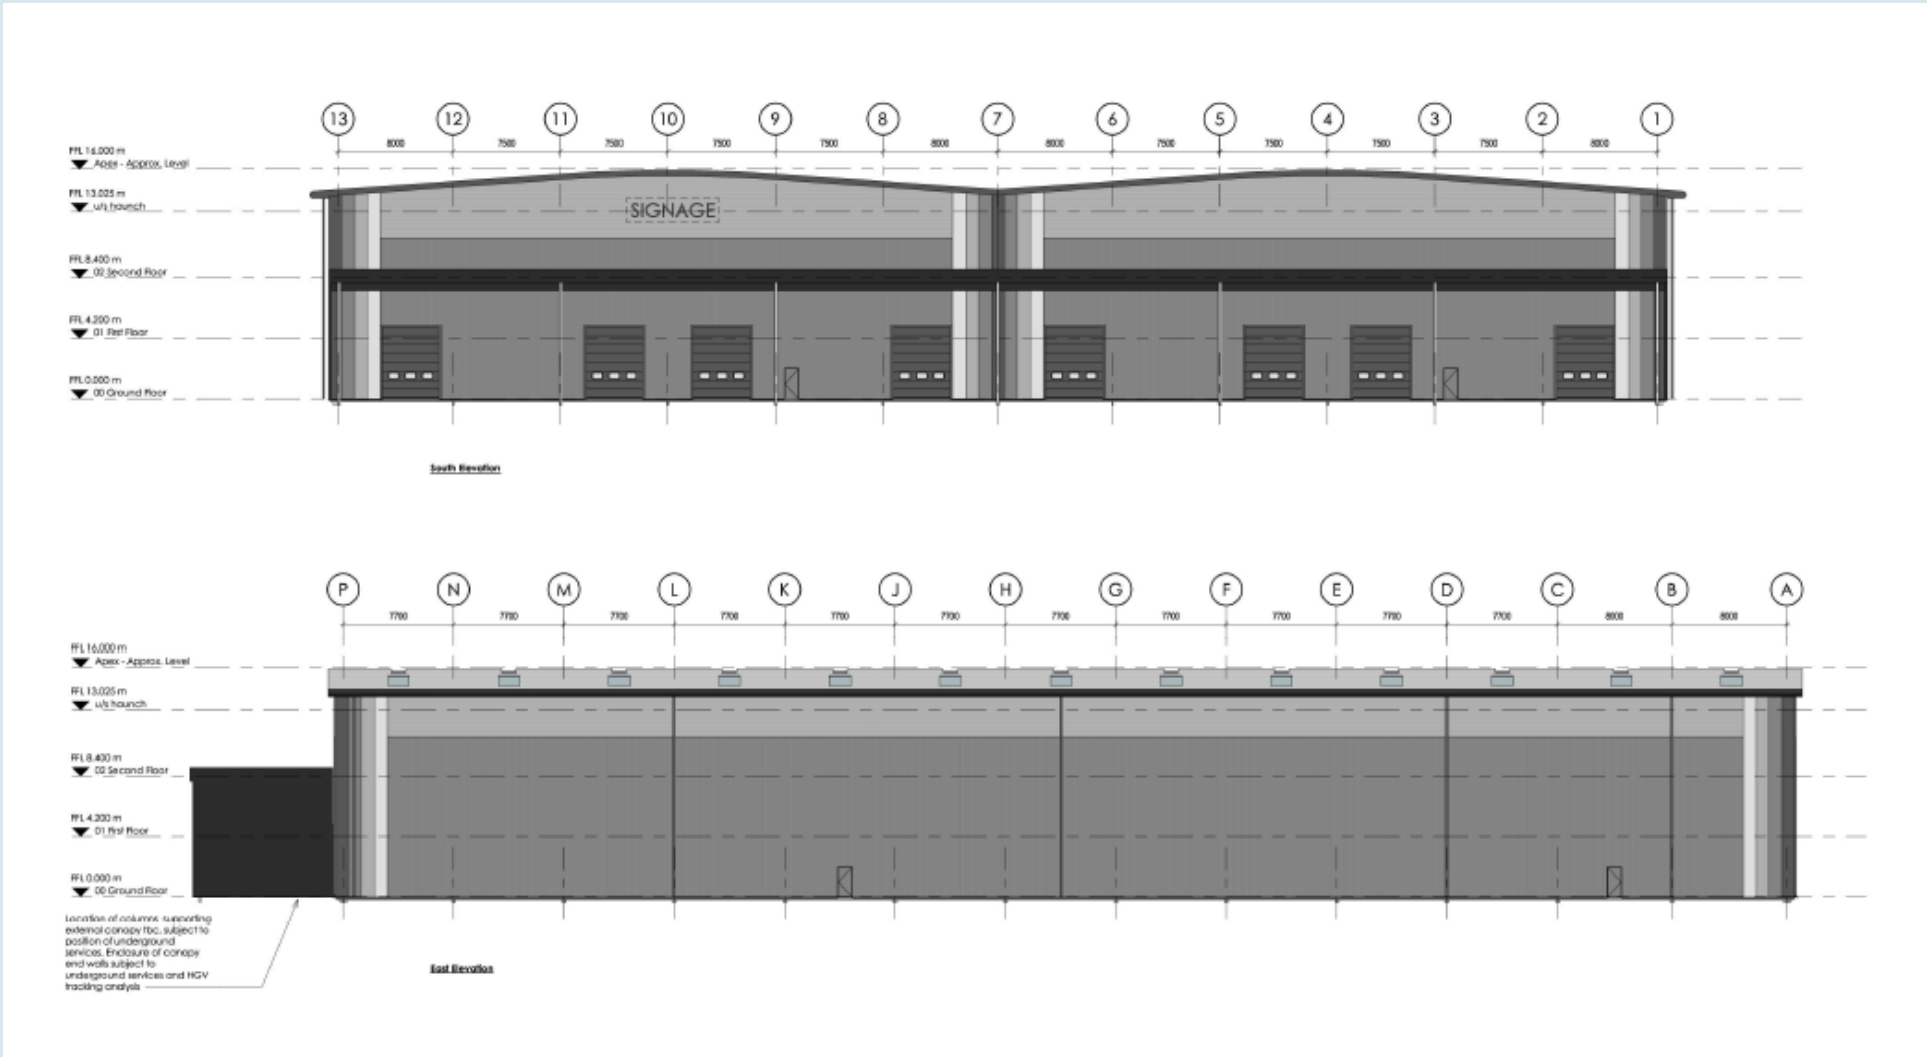 13 12 11 10 9 8 7 6 5 4 3 2 1
8000 7500 7500 7500 7500 8000 8000 7500 7500 7500 7500 8000
FFL 16.000 m
Apex - Approx. Level
FFL 13.025 m
u/s haunch
SIGNAGE
FFL 8.400 m
02 Second Floor
FFL 4.200 m
01 First Floor
FFL 0.000 m
00 Ground Floor
South Elevation
P N M L K J H G F E D C B A
7700 7700 7700 7700 7700 7700 7700 7700 7700 7700 7700 8000 8000
FFL 16.000 m
Apex - Approx. Level
FFL 13.025 m
u/s haunch
FFL 8.400 m
02 Second Floor
FFL 4.200 m
01 First Floor
FFL 0.000 m
00 Ground Floor
Location of columns supporting
external canopy tbc, subject to
position of underground
services. Enclosure of canopy
end walls subject to
underground services and HGV
tracking analysis
East Elevation